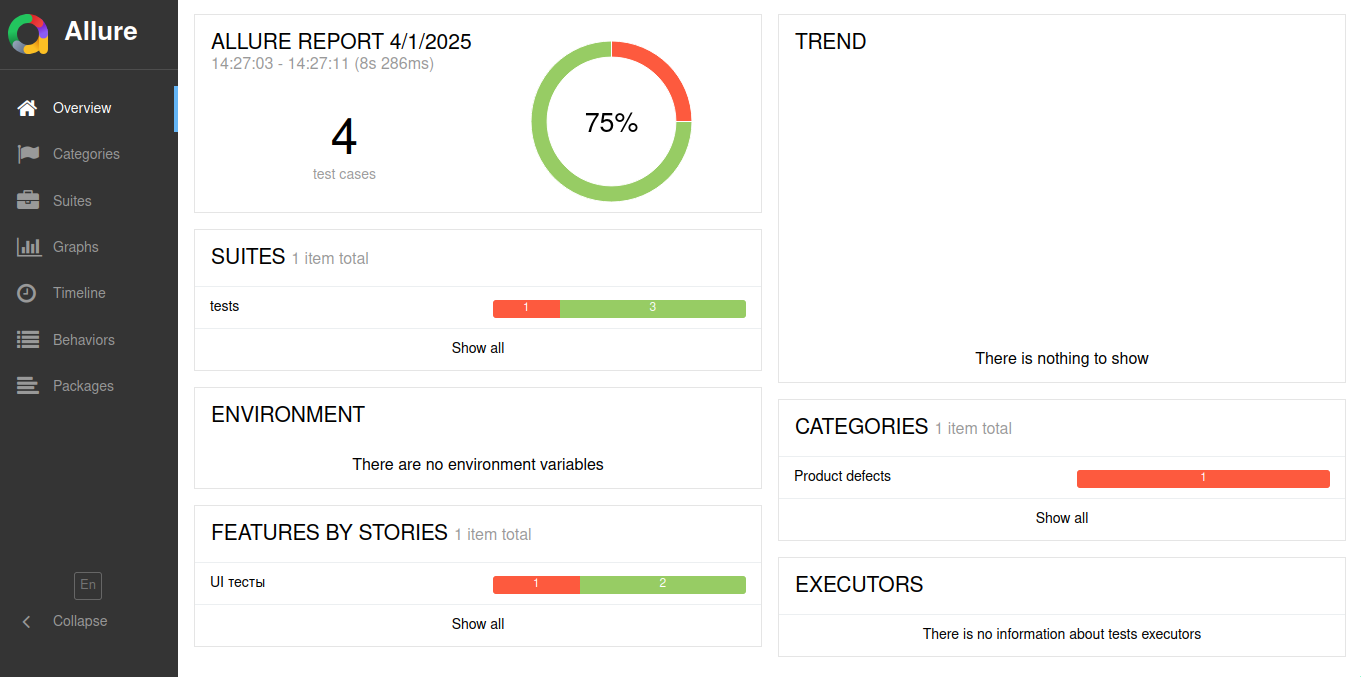 Allure
Overview
Categories
Suites
Graphs
Timeline
Behaviors
Packages
En
Collapse
ALLURE REPORT 4/1/2025
14:27:03 - 14:27:11 (8s 286ms)
4
test cases
75%
SUITES 1 item total
tests 1 3
Show all
ENVIRONMENT
There are no environment variables
FEATURES BY STORIES 1 item total
UI тесты 1 2
Show all
TREND
There is nothing to show
CATEGORIES 1 item total
Product defects 1
Show all
EXECUTORS
There is no information about tests executors